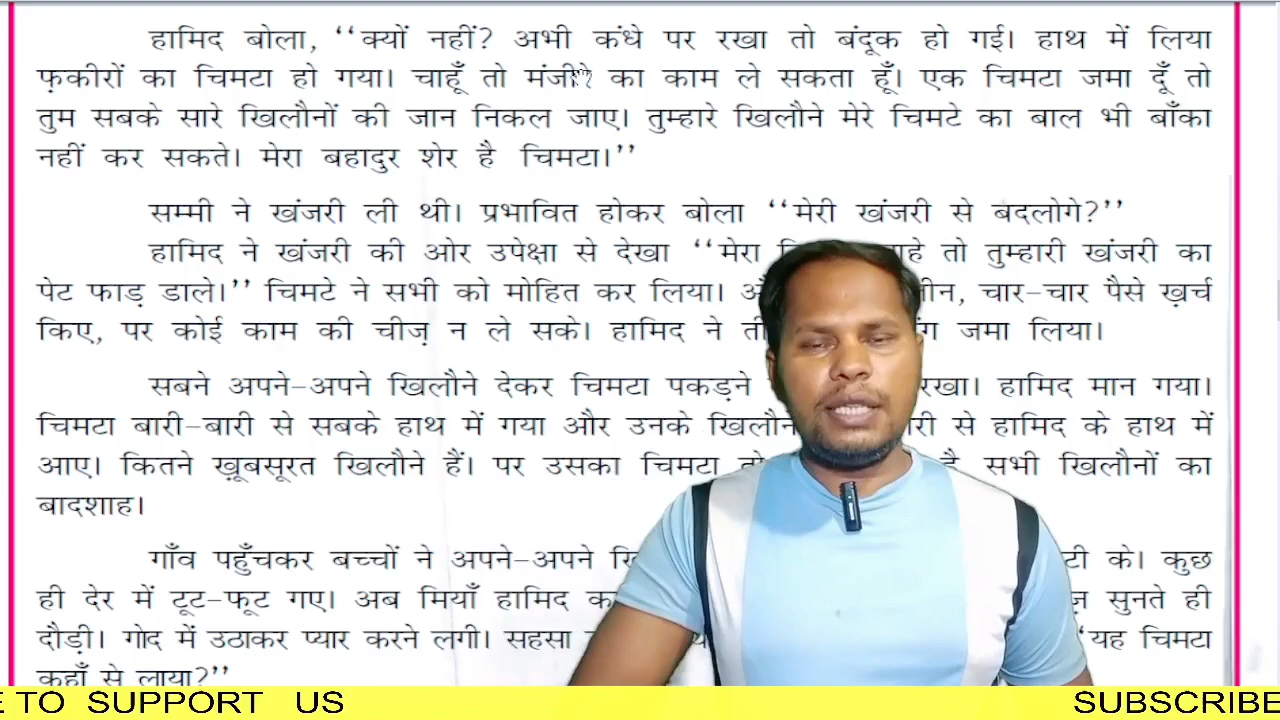 हामिद बोला, ‘‘क्यों नहीं? अभी कंधे पर रखा तो बंदूक हो गई। हाथ में लिया
फ़कीरों का चिमटा हो गया। चाहूँ तो मंजीरे का काम ले सकता हूँ। एक चिमटा जमा दूँ तो
तुम सबके सारे खिलौनों की जान निकल जाए। तुम्हारे खिलौने मेरे चिमटे का बाल भी बाँका
नहीं कर सकते। मेरा बहादुर शेर है चिमटा।’’
सम्मी ने खंजरी ली थी। प्रभावित होकर बोला ‘‘मेरी खंजरी से बदलोगे?’’
हामिद ने खंजरी की ओर उपेक्षा से देखा ‘‘मेरा तो तुम्हारी खंजरी का
पेट फाड़ डाले।’’ चिमटे ने सभी को मोहित कर लिया। चार-चार पैसे ख़र्च
किए, पर कोई काम की चीज़ न ले सके। हामिद ने जमा लिया।
सबने अपने-अपने खिलौने देकर चिमटा पकड़ने रखा। हामिद मान गया।
चिमटा बारी-बारी से सबके हाथ में गया और उनके से हामिद के हाथ में
आए। कितने ख़ूबसूरत खिलौने हैं। पर उसका चिमटा सभी खिलौनों का
बादशाह।
गाँव पहुँचकर बच्चों ने अपने-अपने के। कुछ
ही देर में टूट-फूट गए। अब मियाँ हामिद सुनते ही
दौड़ी। गोद में उठाकर प्यार करने लगी। सहसा ‘‘यह चिमटा
कहाँ से लाया?’’
TO SUPPORT US SUBSCRIBE